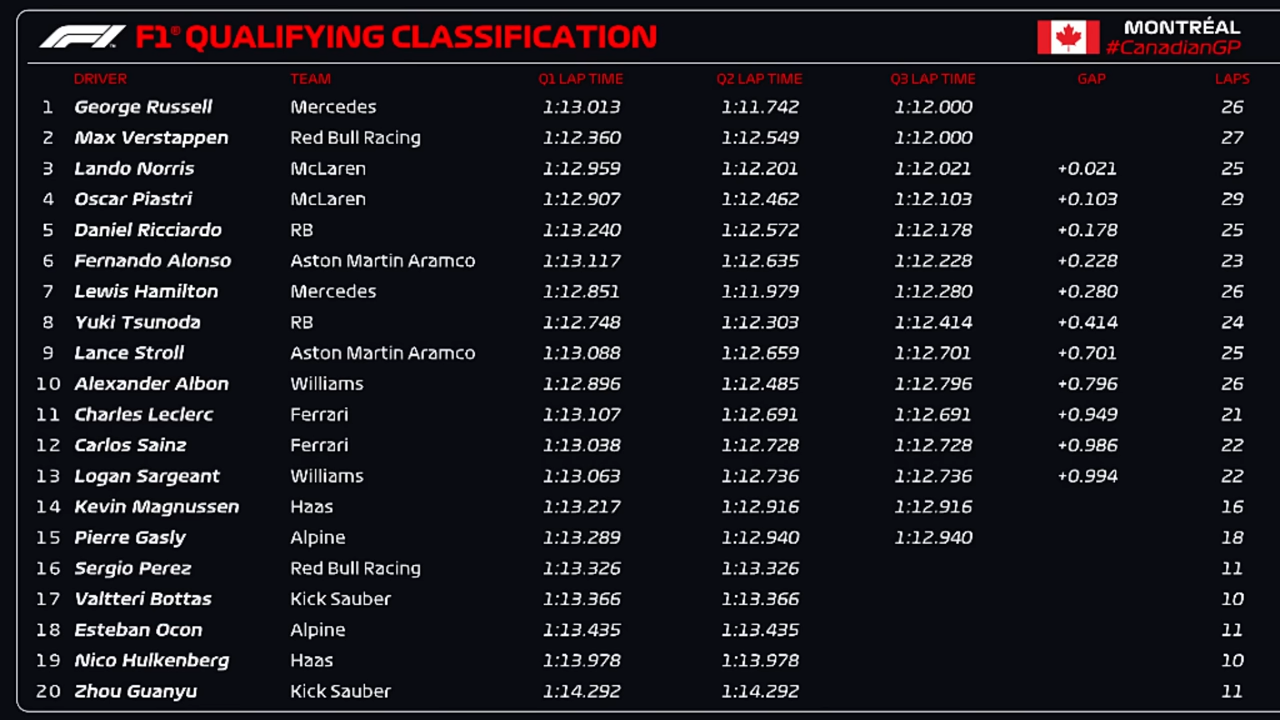 F1 F1® QUALIFYING CLASSIFICATION MONTRÉAL
#CanadianGP
DRIVER TEAM Q1 LAP TIME Q2 LAP TIME Q3 LAP TIME GAP LAPS
1 George Russell Mercedes 1:13.013 1:11.742 1:12.000 26
2 Max Verstappen Red Bull Racing 1:12.360 1:12.549 1:12.000 27
3 Lando Norris McLaren 1:12.959 1:12.201 1:12.021 +0.021 25
4 Oscar Piastri McLaren 1:12.907 1:12.462 1:12.103 +0.103 29
5 Daniel Ricciardo RB 1:13.240 1:12.572 1:12.178 +0.178 25
6 Fernando Alonso Aston Martin Aramco 1:13.117 1:12.635 1:12.228 +0.228 23
7 Lewis Hamilton Mercedes 1:12.851 1:11.979 1:12.280 +0.280 26
8 Yuki Tsunoda RB 1:12.748 1:12.303 1:12.414 +0.414 24
9 Lance Stroll Aston Martin Aramco 1:13.088 1:12.659 1:12.701 +0.701 25
10 Alexander Albon Williams 1:12.896 1:12.485 1:12.796 +0.796 26
11 Charles Leclerc Ferrari 1:13.107 1:12.691 1:12.691 +0.949 21
12 Carlos Sainz Ferrari 1:13.038 1:12.728 1:12.728 +0.986 22
13 Logan Sargeant Williams 1:13.063 1:12.736 1:12.736 +0.994 22
14 Kevin Magnussen Haas 1:13.217 1:12.916 1:12.916 16
15 Pierre Gasly Alpine 1:13.289 1:12.940 1:12.940 18
16 Sergio Perez Red Bull Racing 1:13.326 1:13.326 11
17 Valtteri Bottas Kick Sauber 1:13.366 1:13.366 10
18 Esteban Ocon Alpine 1:13.435 1:13.435 11
19 Nico Hulkenberg Haas 1:13.978 1:13.978 10
20 Zhou Guanyu Kick Sauber 1:14.292 1:14.292 11